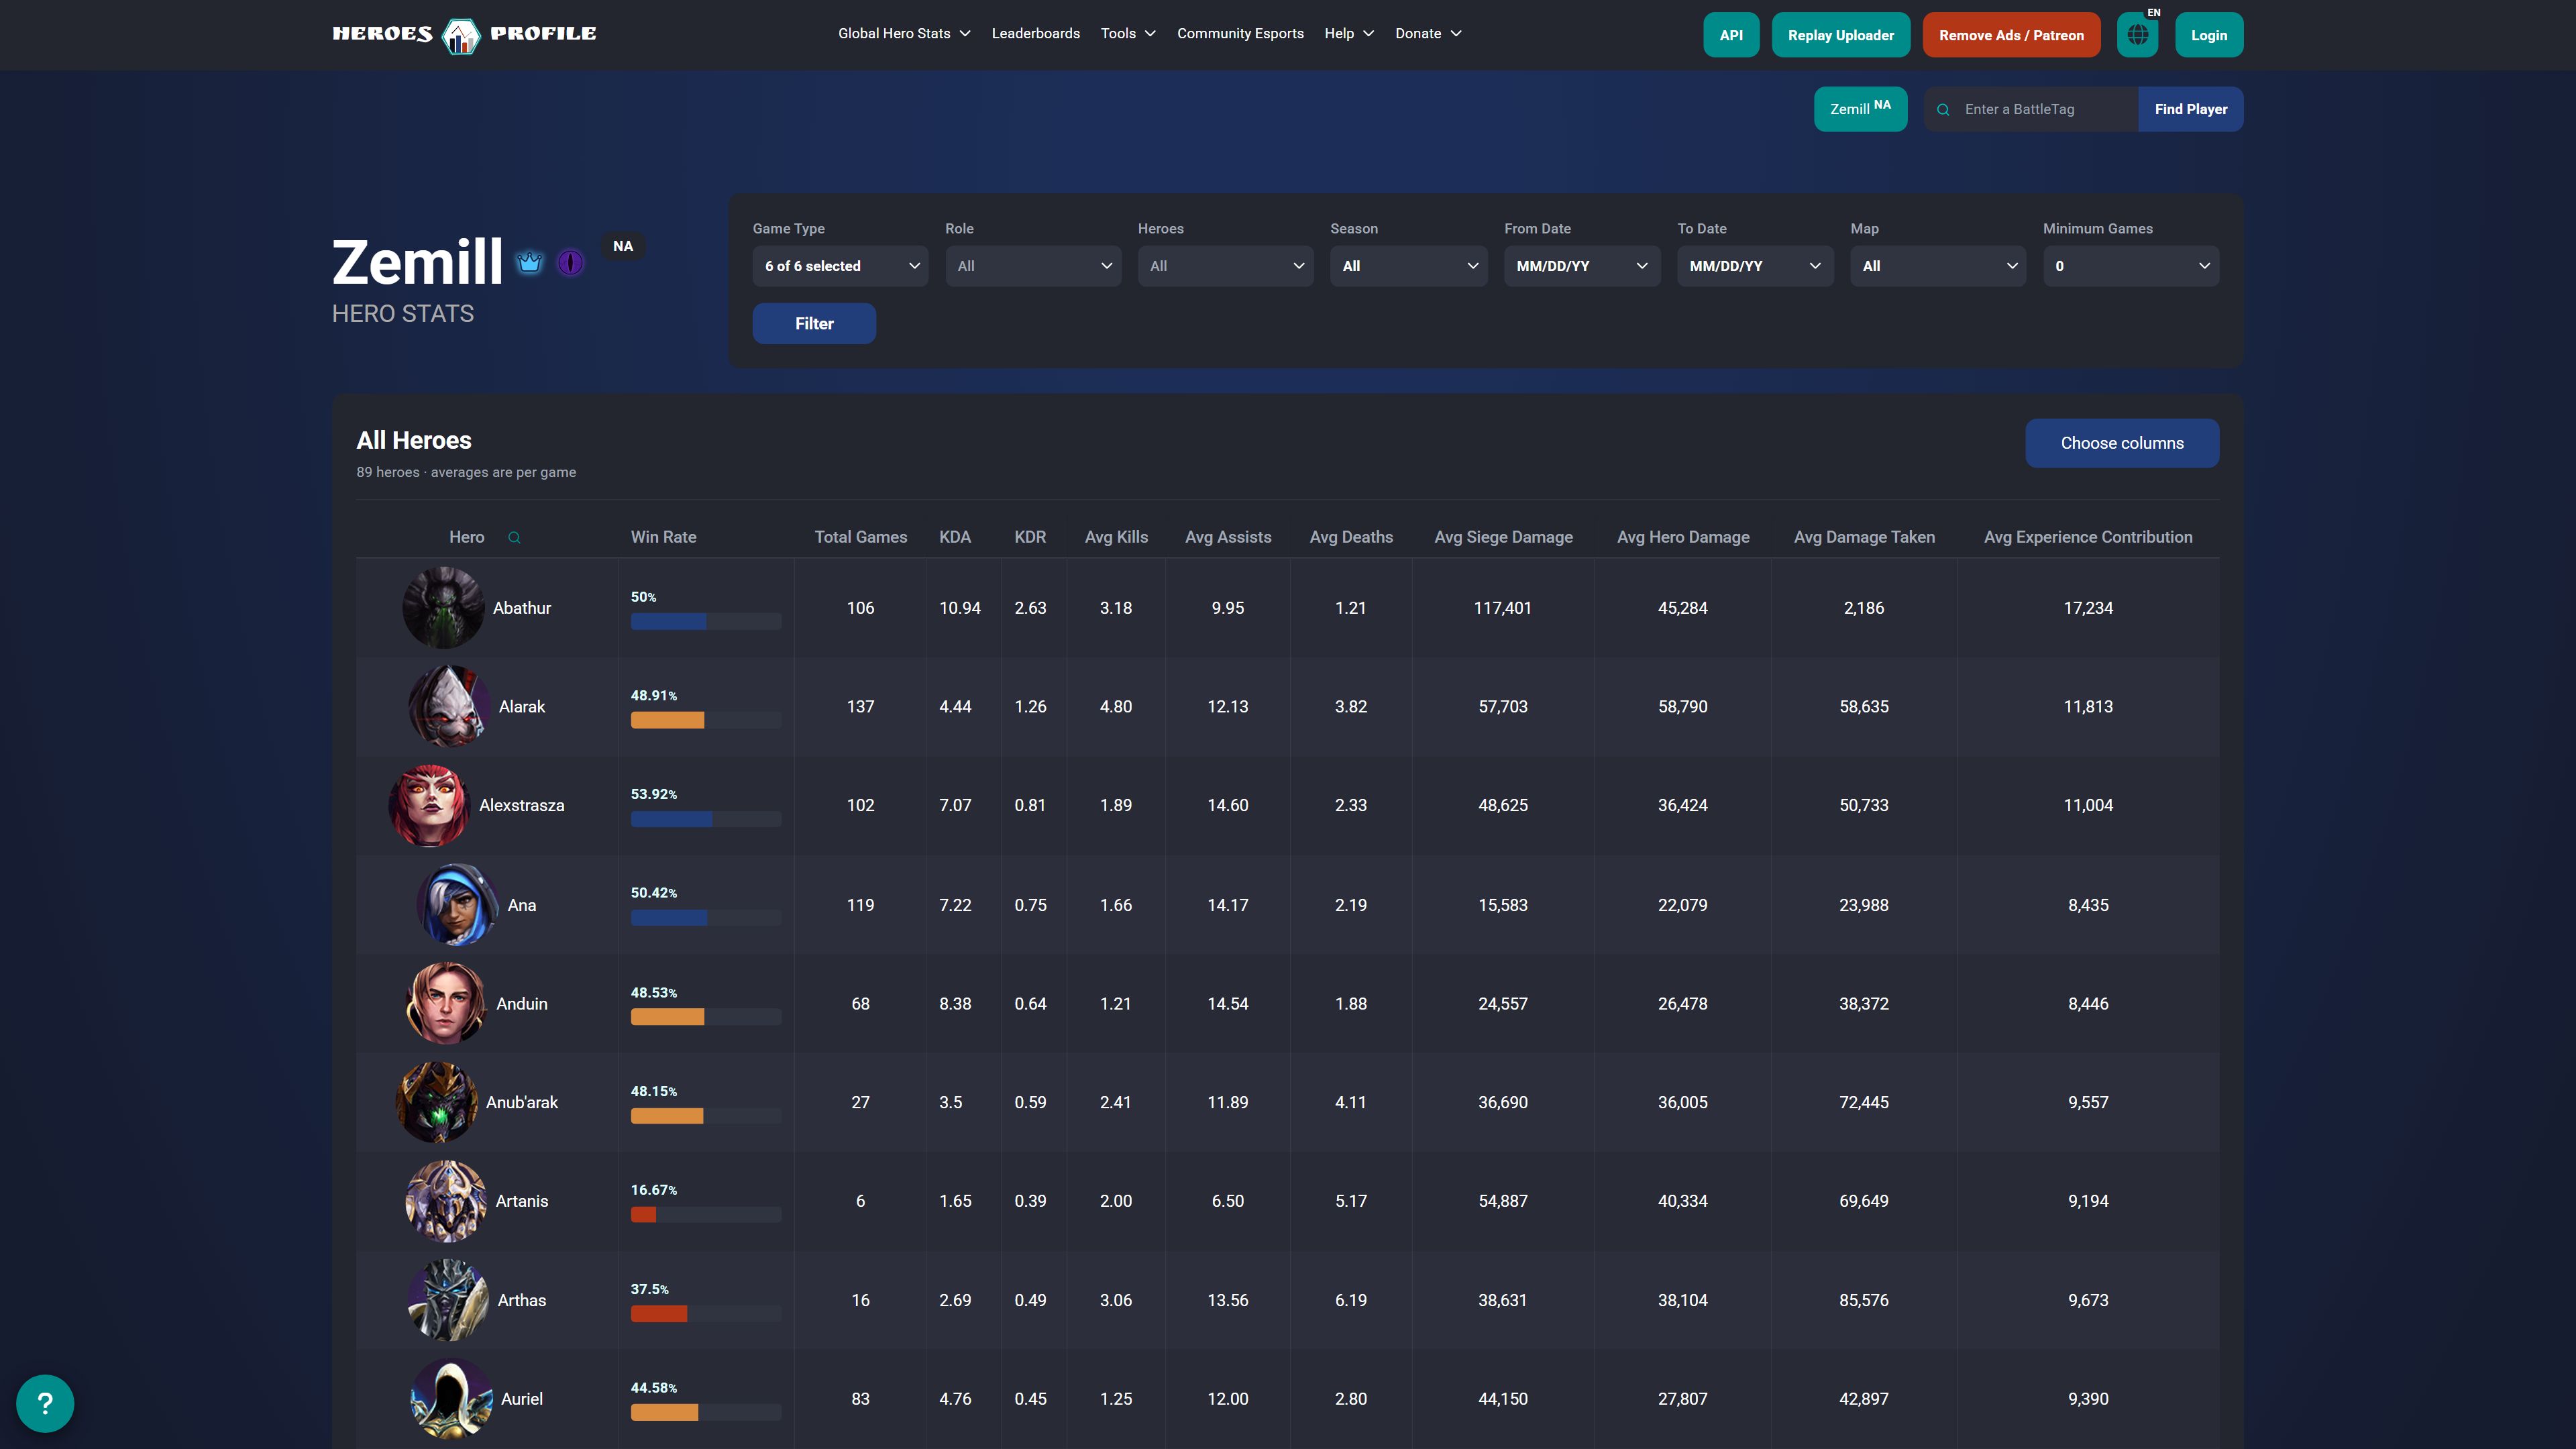 HEROES PROFILE
Global Hero Stats Leaderboards Tools Community Esports Help Donate
API Replay Uploader Remove Ads / Patreon EN Login
Zemill NA Enter a BattleTag Find Player
Zemill NA
HERO STATS
Game Type Role Heroes Season From Date To Date Map Minimum Games
6 of 6 selected All All All MM/DD/YY MM/DD/YY All 0
Filter
All Heroes
89 heroes · averages are per game
Choose columns
Hero Win Rate Total Games KDA KDR Avg Kills Avg Assists Avg Deaths Avg Siege Damage Avg Hero Damage Avg Damage Taken Avg Experience Contribution
Abathur 50% 106 10.94 2.63 3.18 9.95 1.21 117,401 45,284 2,186 17,234
Alarak 48.91% 137 4.44 1.26 4.80 12.13 3.82 57,703 58,790 58,635 11,813
Alexstrasza 53.92% 102 7.07 0.81 1.89 14.60 2.33 48,625 36,424 50,733 11,004
Ana 50.42% 119 7.22 0.75 1.66 14.17 2.19 15,583 22,079 23,988 8,435
Anduin 48.53% 68 8.38 0.64 1.21 14.54 1.88 24,557 26,478 38,372 8,446
Anub'arak 48.15% 27 3.5 0.59 2.41 11.89 4.11 36,690 36,005 72,445 9,557
Artanis 16.67% 6 1.65 0.39 2.00 6.50 5.17 54,887 40,334 69,649 9,194
Arthas 37.5% 16 2.69 0.49 3.06 13.56 6.19 38,631 38,104 85,576 9,673
Auriel 44.58% 83 4.76 0.45 1.25 12.00 2.80 44,150 27,807 42,897 9,390
?